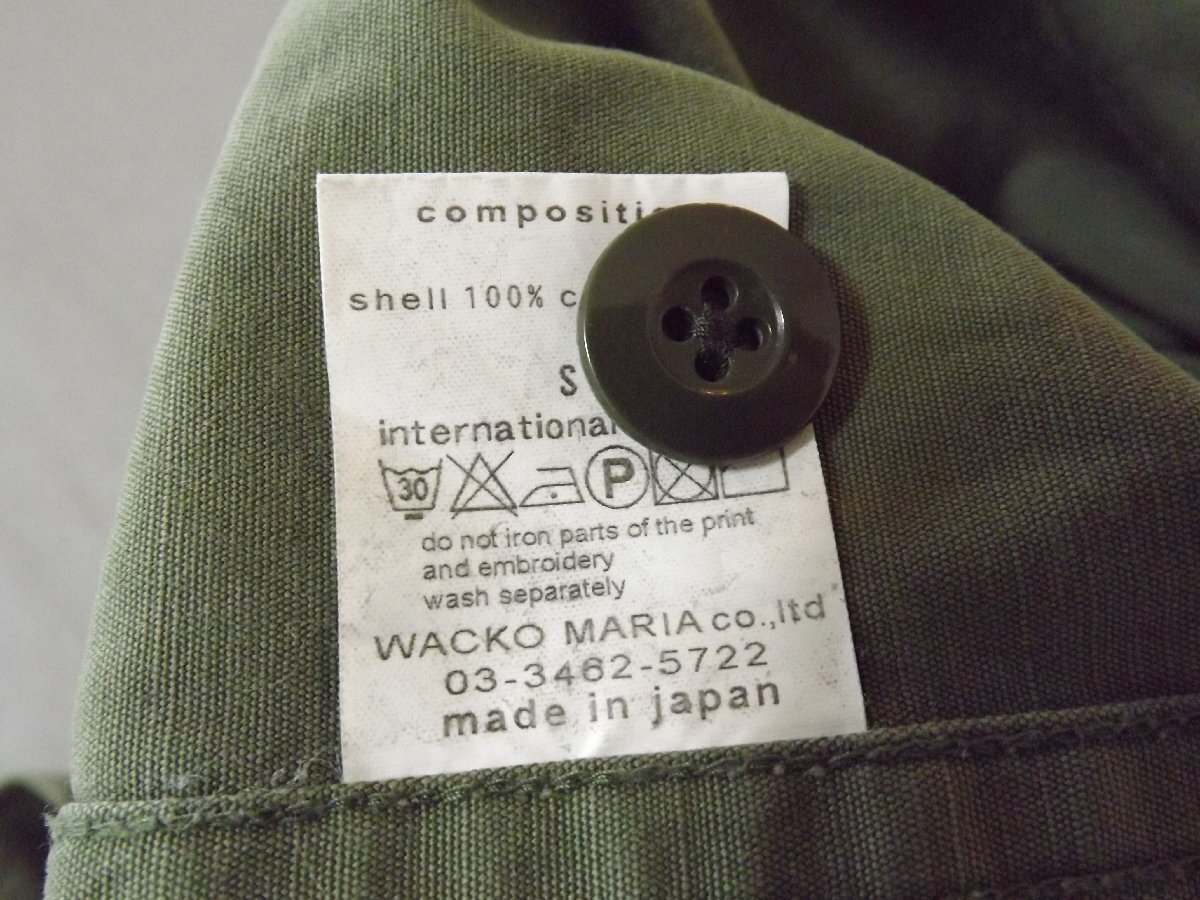 compositi
shell 100% c
S
international
30 P
do not iron parts of the print
and embroidery
wash separately
WACKO MARIA co.,ltd
03-3462-5722
made in japan